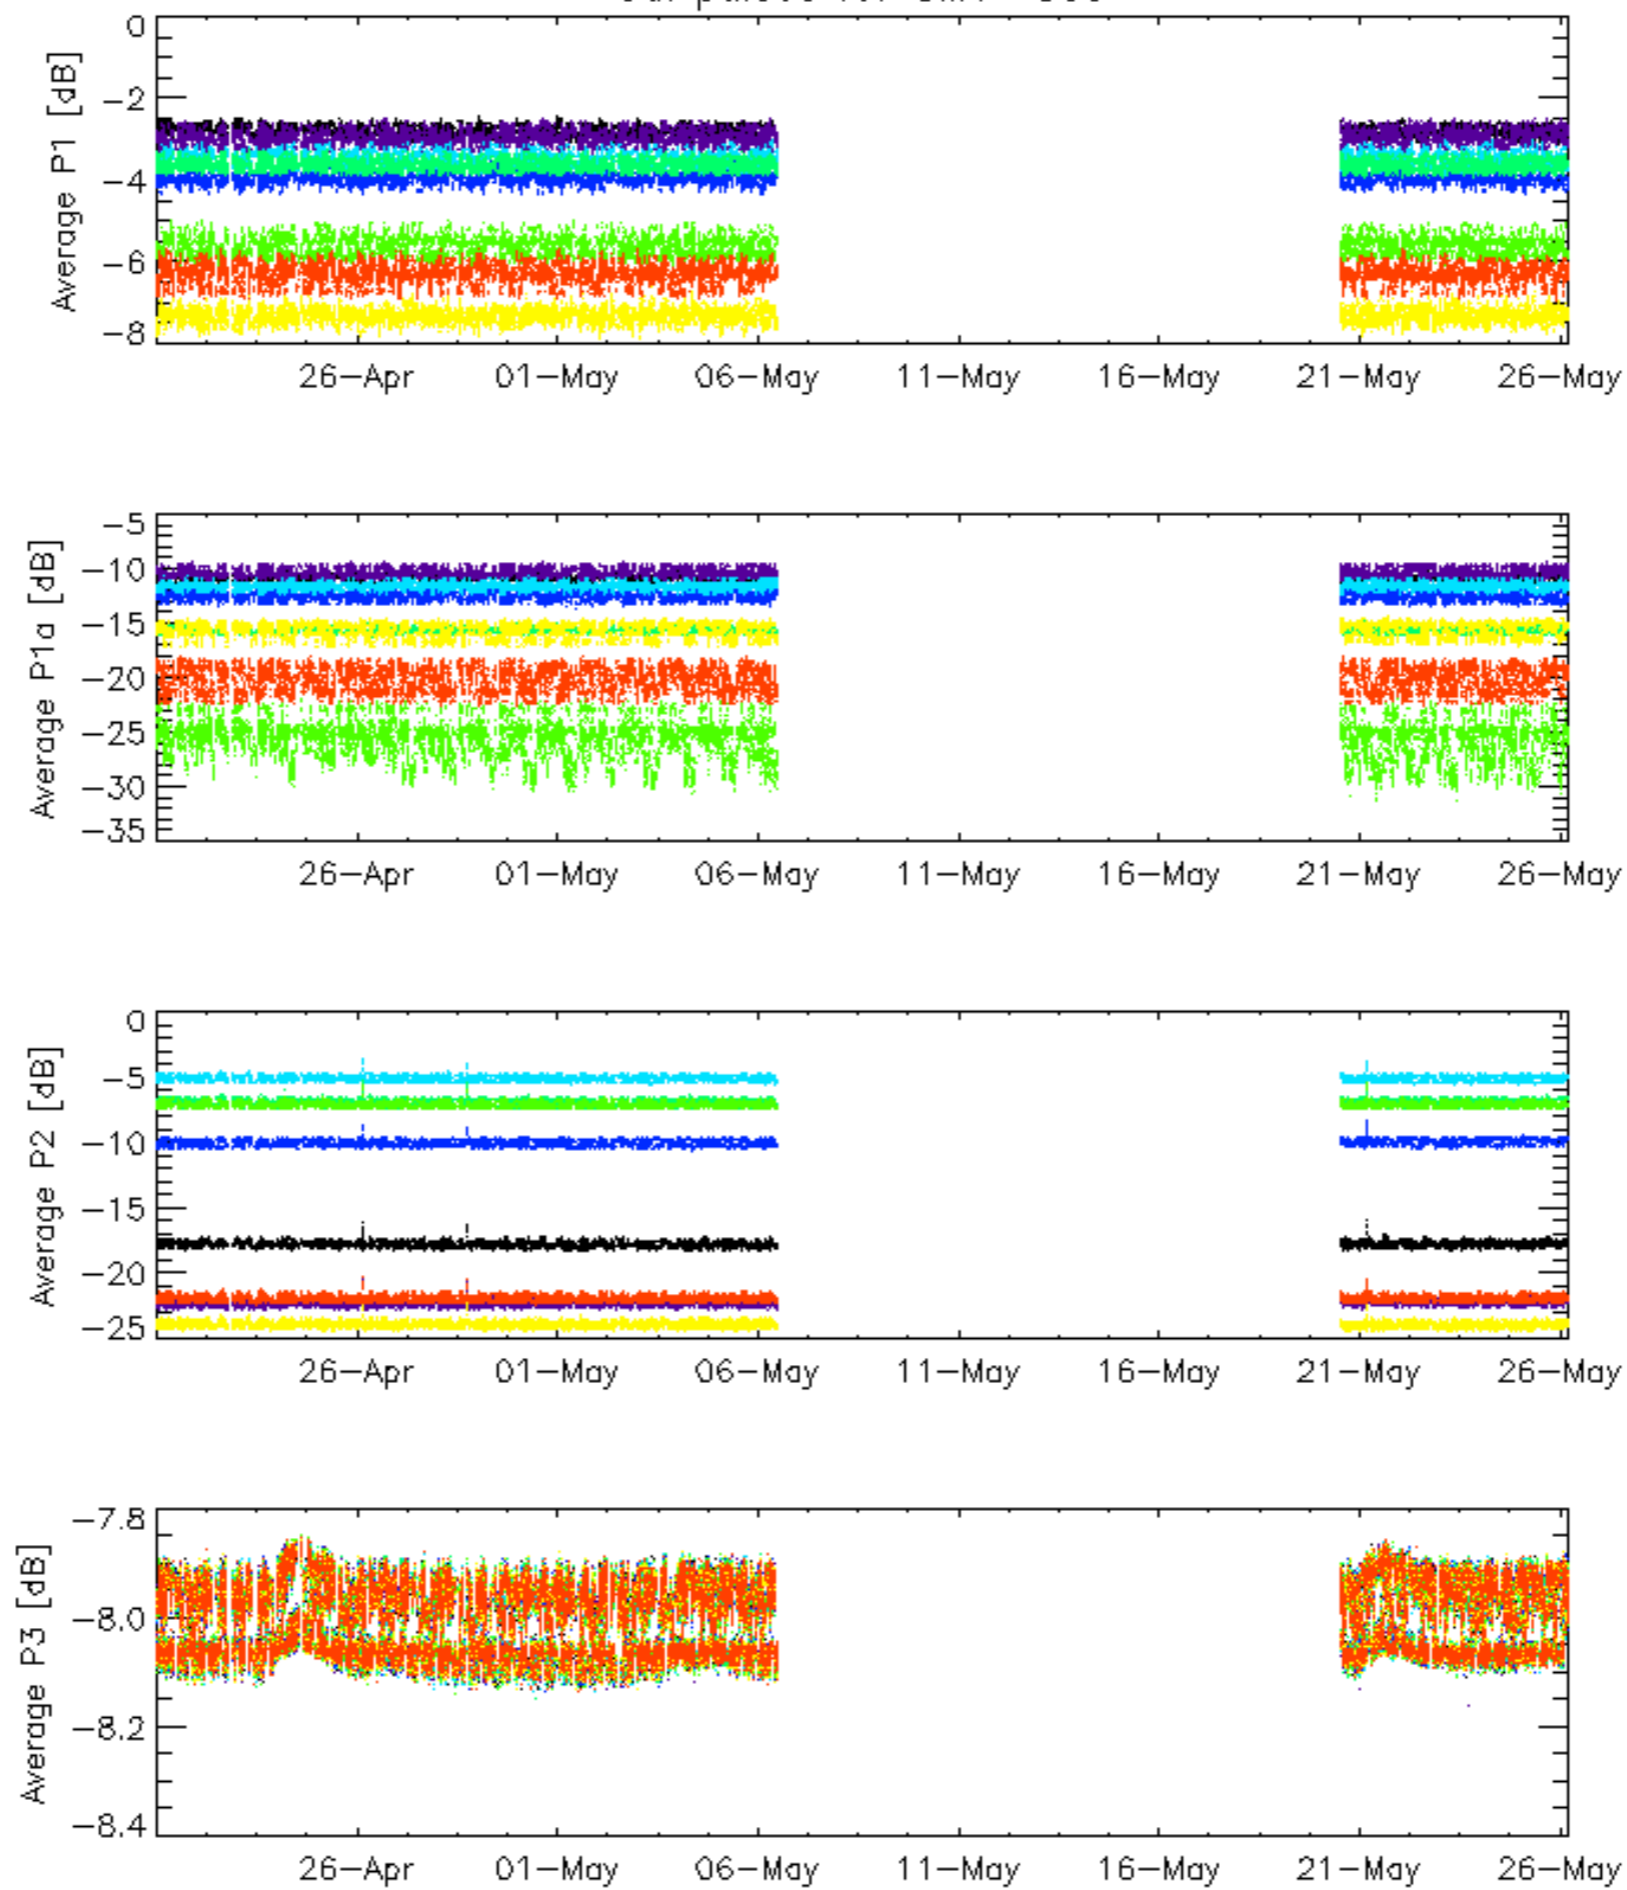 Average P1 [dB]
0
−2
−4
−6
−8
26−Apr 01−May 06−May 11−May 16−May 21−May 26−May
Average P1a [dB]
−5
−10
−15
−20
−25
−30
−35
26−Apr 01−May 06−May 11−May 16−May 21−May 26−May
Average P2 [dB]
0
−5
−10
−15
−20
−25
26−Apr 01−May 06−May 11−May 16−May 21−May 26−May
Average P3 [dB]
−7.8
−8.0
−8.2
−8.4
26−Apr 01−May 06−May 11−May 16−May 21−May 26−May